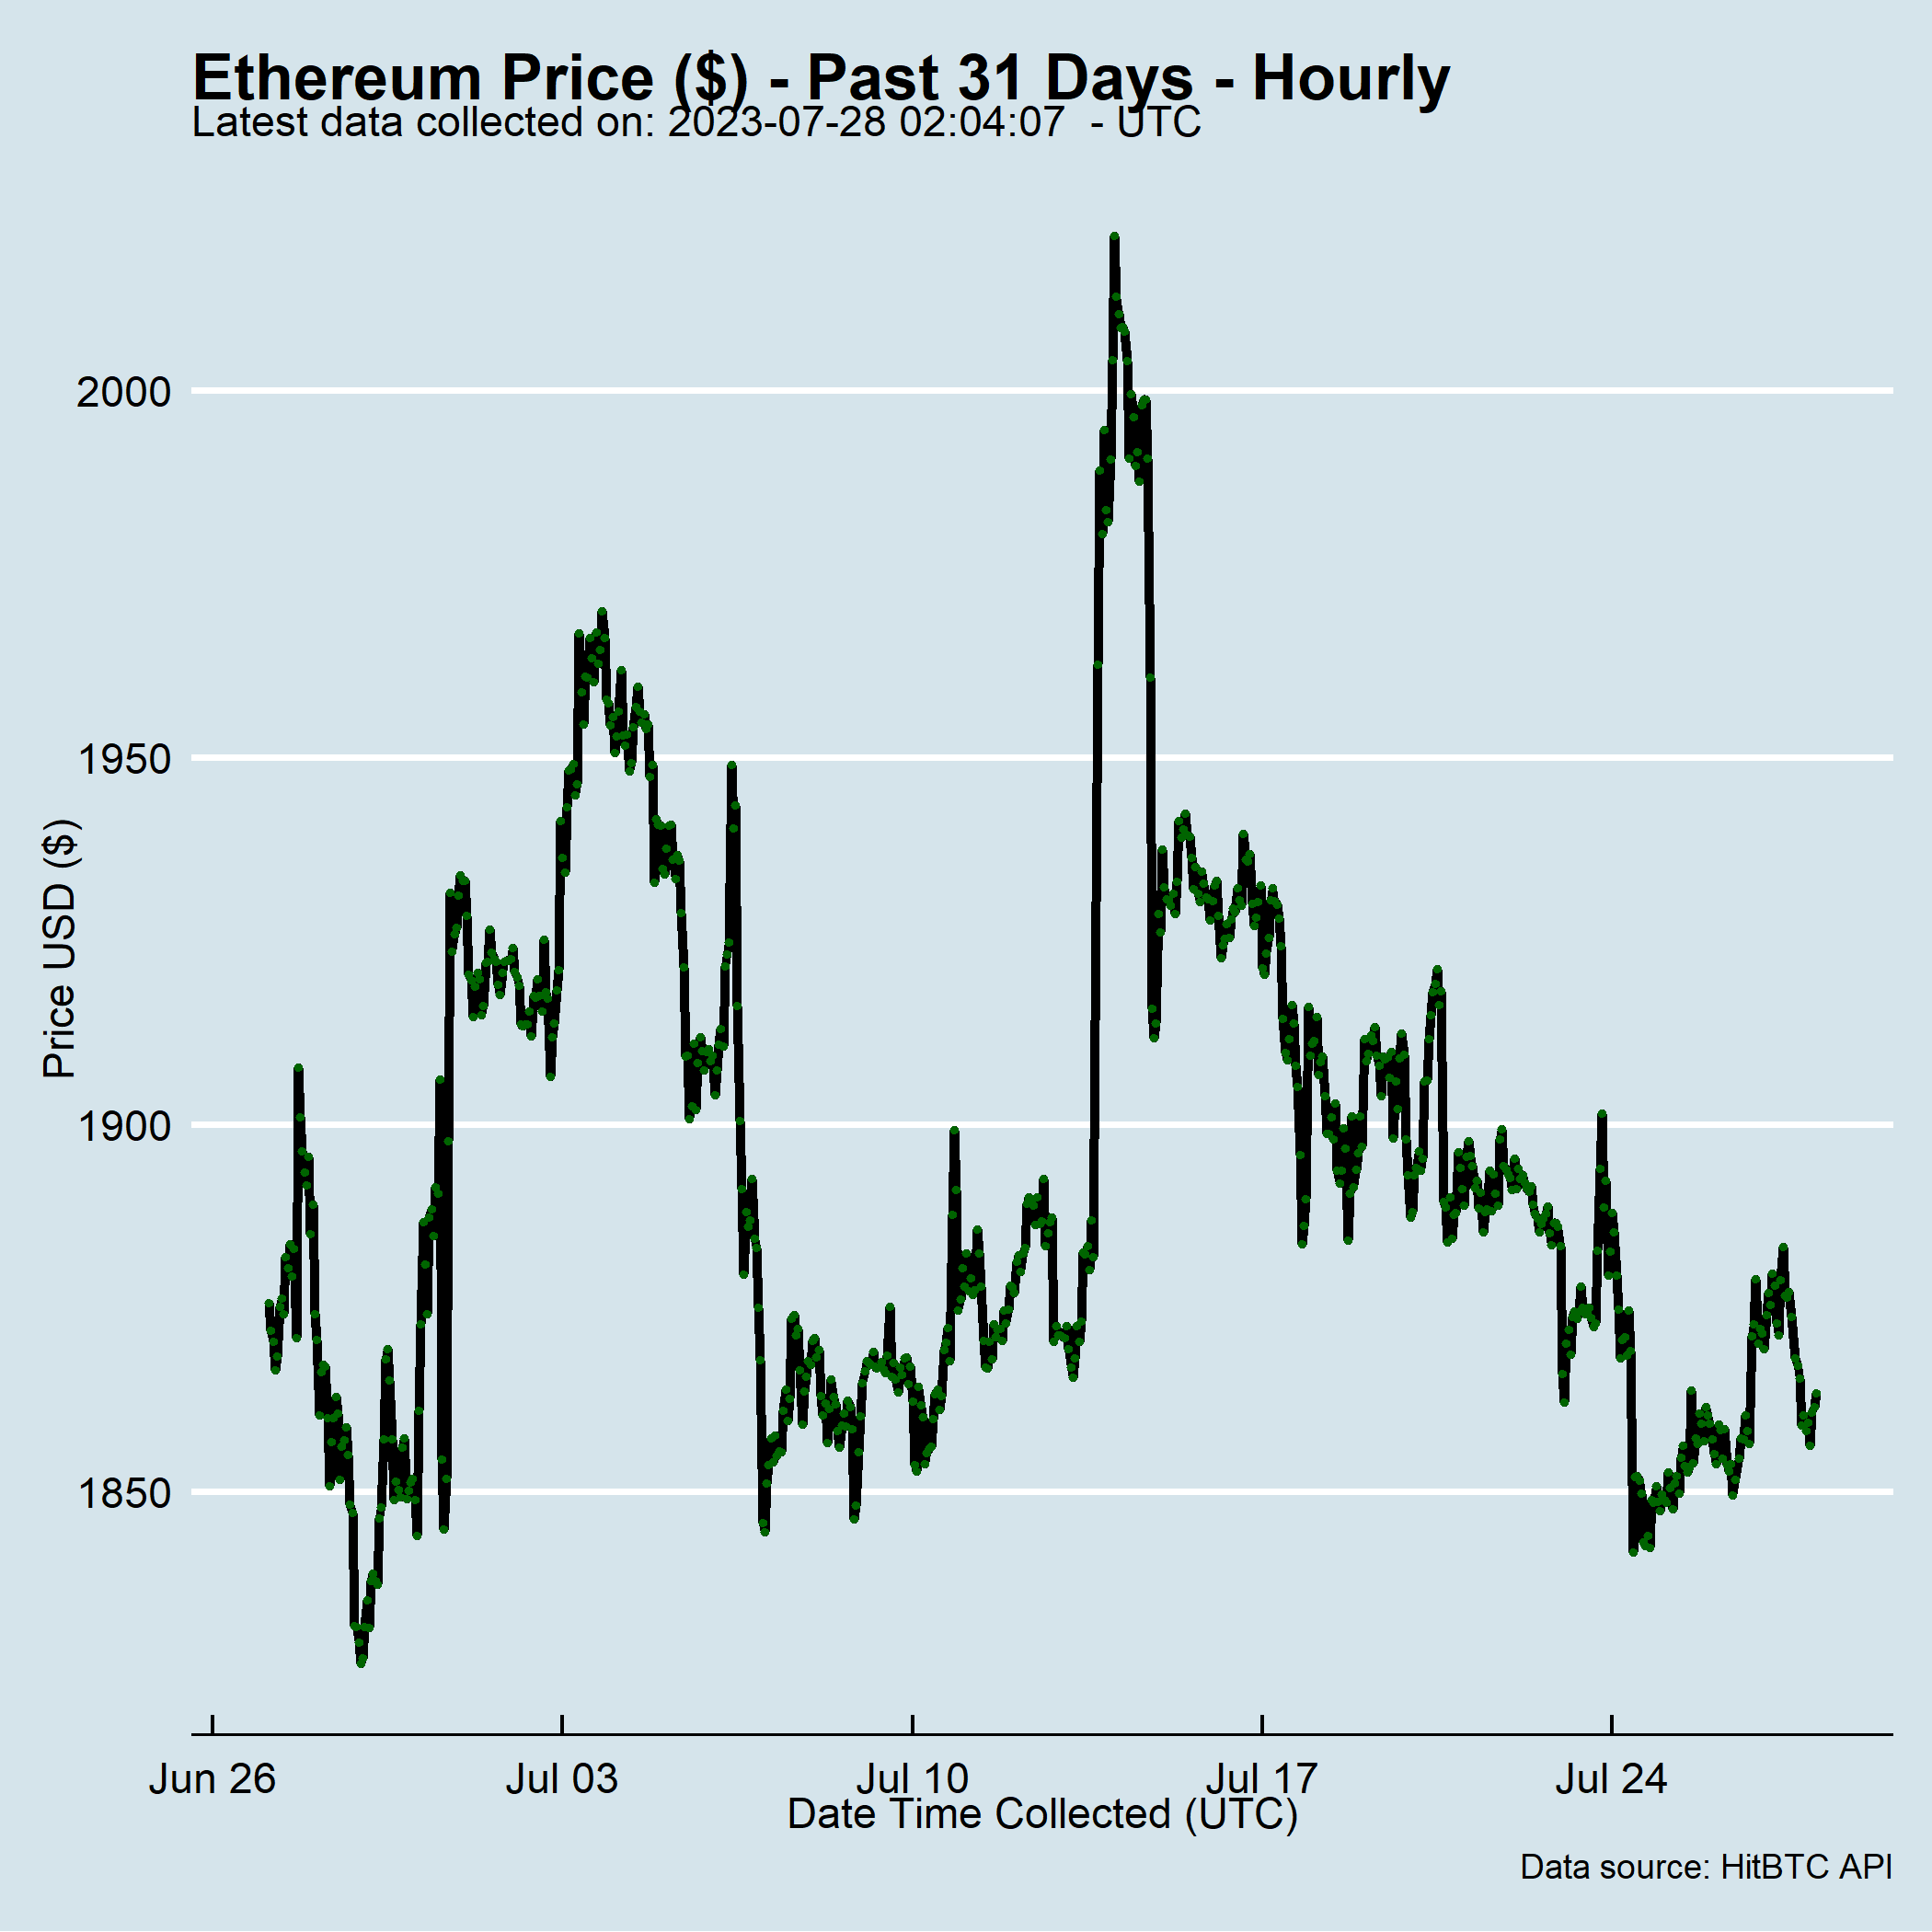 Ethereum Price ($) - Past 31 Days - Hourly
Latest data collected on: 2023-07-28 02:04:07  - UTC
2000
1950
1900
1850
Price USD ($)
Jun 26
Jul 03
Jul 10
Jul 17
Jul 24
Date Time Collected (UTC)
Data source: HitBTC API